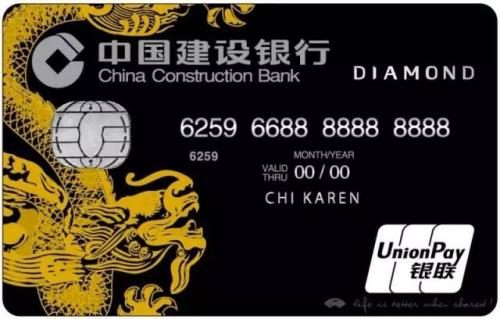 中国建设银行
China Construction Bank
DIAMOND
6259 6688 8888 8888
6259
MONTH/YEAR
VALID THRU 00 / 00
CHI KAREN
UnionPay
银联
life is better when shared!